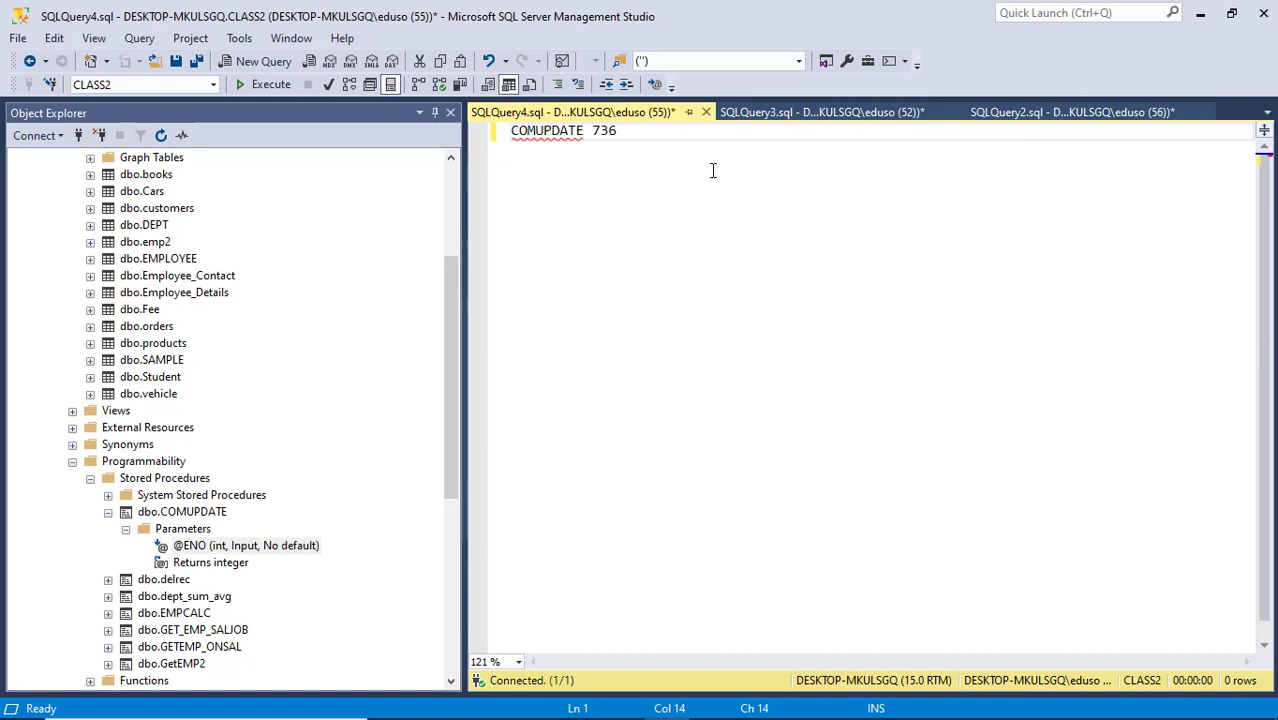 SQLQuery4.sql - DESKTOP-MKULSGQ.CLASS2 (DESKTOP-MKULSGQ\eduso (55))* - Microsoft SQL Server Management Studio
Quick Launch (Ctrl+Q)
File Edit View Query Project Tools Window Help
New Query
MDX DMX XMLA DAX
('')
CLASS2
Execute
Object Explorer
SQLQuery4.sql - D...KULSGQ\eduso (55))*
SQLQuery3.sql - D...KULSGQ\eduso (52))*
SQLQuery2.sql - D...KULSGQ\eduso (56))*
Connect
COMUPDATE 736
Graph Tables
dbo.books
dbo.Cars
dbo.customers
dbo.DEPT
dbo.emp2
dbo.EMPLOYEE
dbo.Employee_Contact
dbo.Employee_Details
dbo.Fee
dbo.orders
dbo.products
dbo.SAMPLE
dbo.Student
dbo.vehicle
Views
External Resources
Synonyms
Programmability
Stored Procedures
System Stored Procedures
dbo.COMUPDATE
Parameters
@ENO (int, Input, No default)
Returns integer
dbo.delrec
dbo.dept_sum_avg
dbo.EMPCALC
dbo.GET_EMP_SALJOB
dbo.GETEMP_ONSAL
dbo.GetEMP2
Functions
121 %
Connected. (1/1)
DESKTOP-MKULSGQ (15.0 RTM)
DESKTOP-MKULSGQ\eduso ...
CLASS2
00:00:00
0 rows
Ready
Ln 1
Col 14
Ch 14
INS